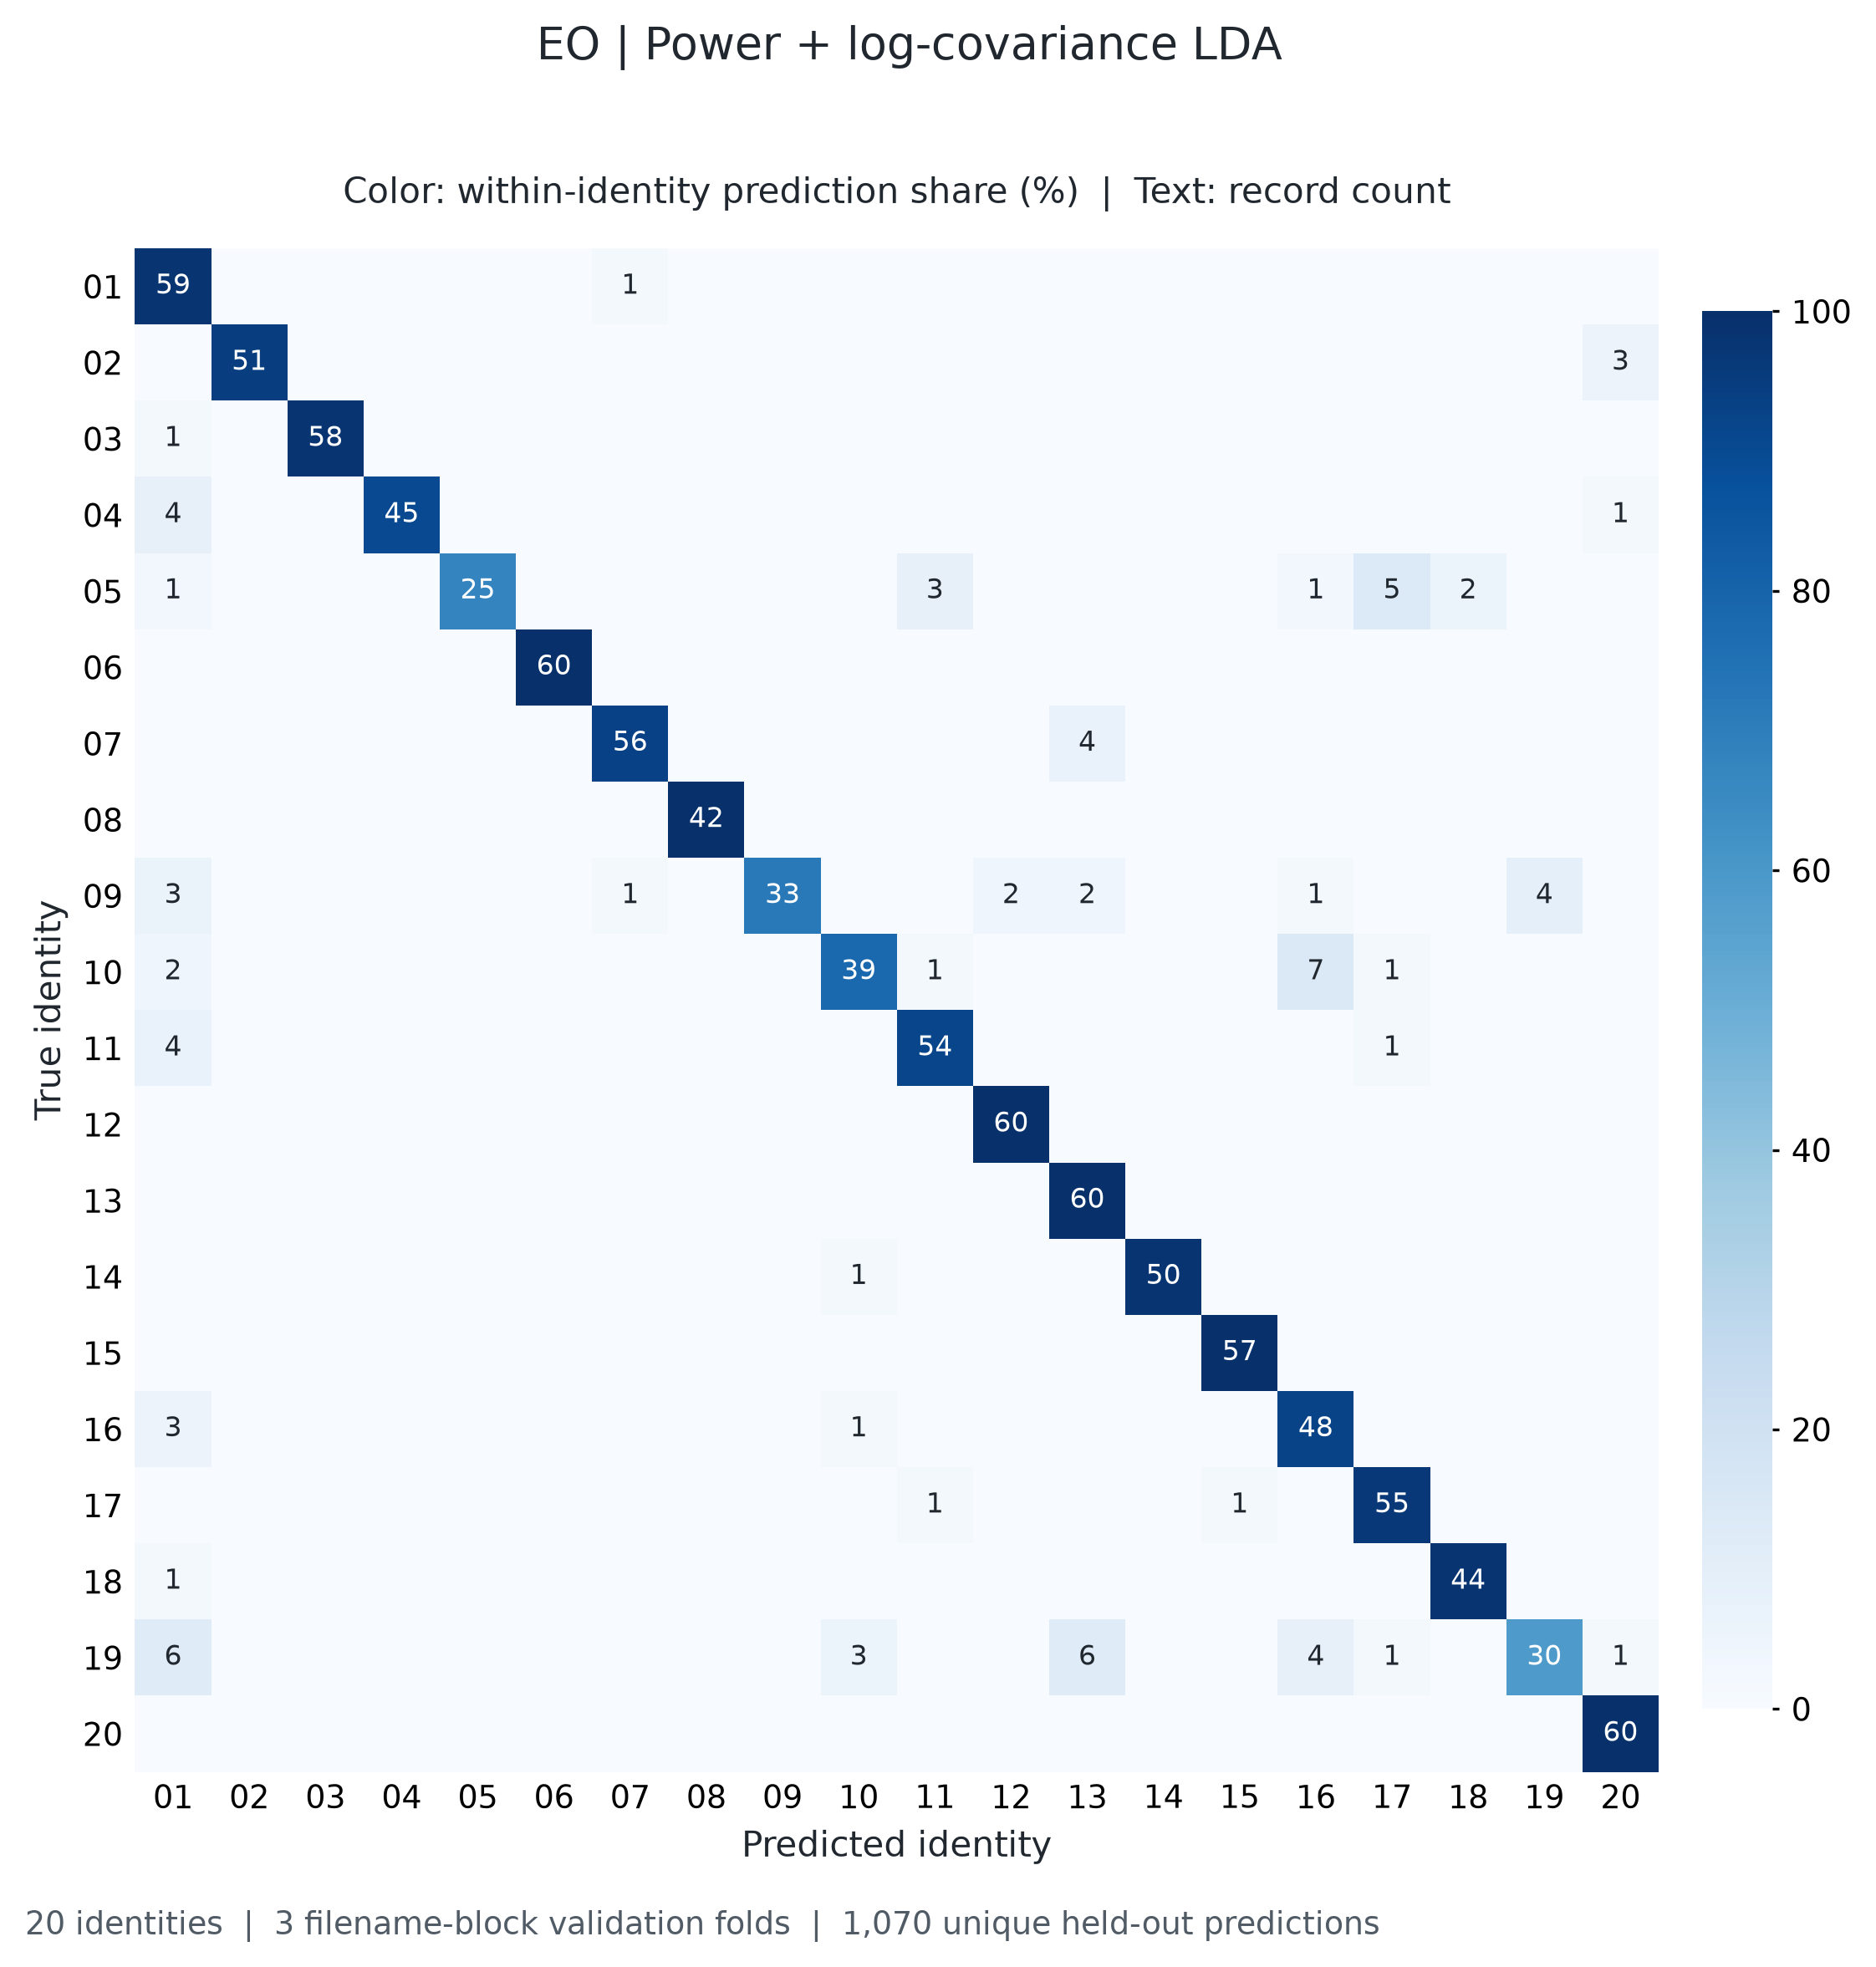 EO | Power + log-covariance LDA
Color: within-identity prediction share (%) | Text: record count
01 59 1
02 51 3
03 1 58
04 4 45 1
05 1 25 3 1 5 2
06 60
07 56 4
08 42
09 3 1 33 2 2 1 4
10 2 39 1 7 1
11 4 54 1
12 60
13 60
14 1 50
15 57
16 3 1 48
17 1 1 55
18 1 44
19 6 3 6 4 1 30 1
20 60
01 02 03 04 05 06 07 08 09 10 11 12 13 14 15 16 17 18 19 20
Predicted identity
True identity
100
80
60
40
20
0
20 identities | 3 filename-block validation folds | 1,070 unique held-out predictions